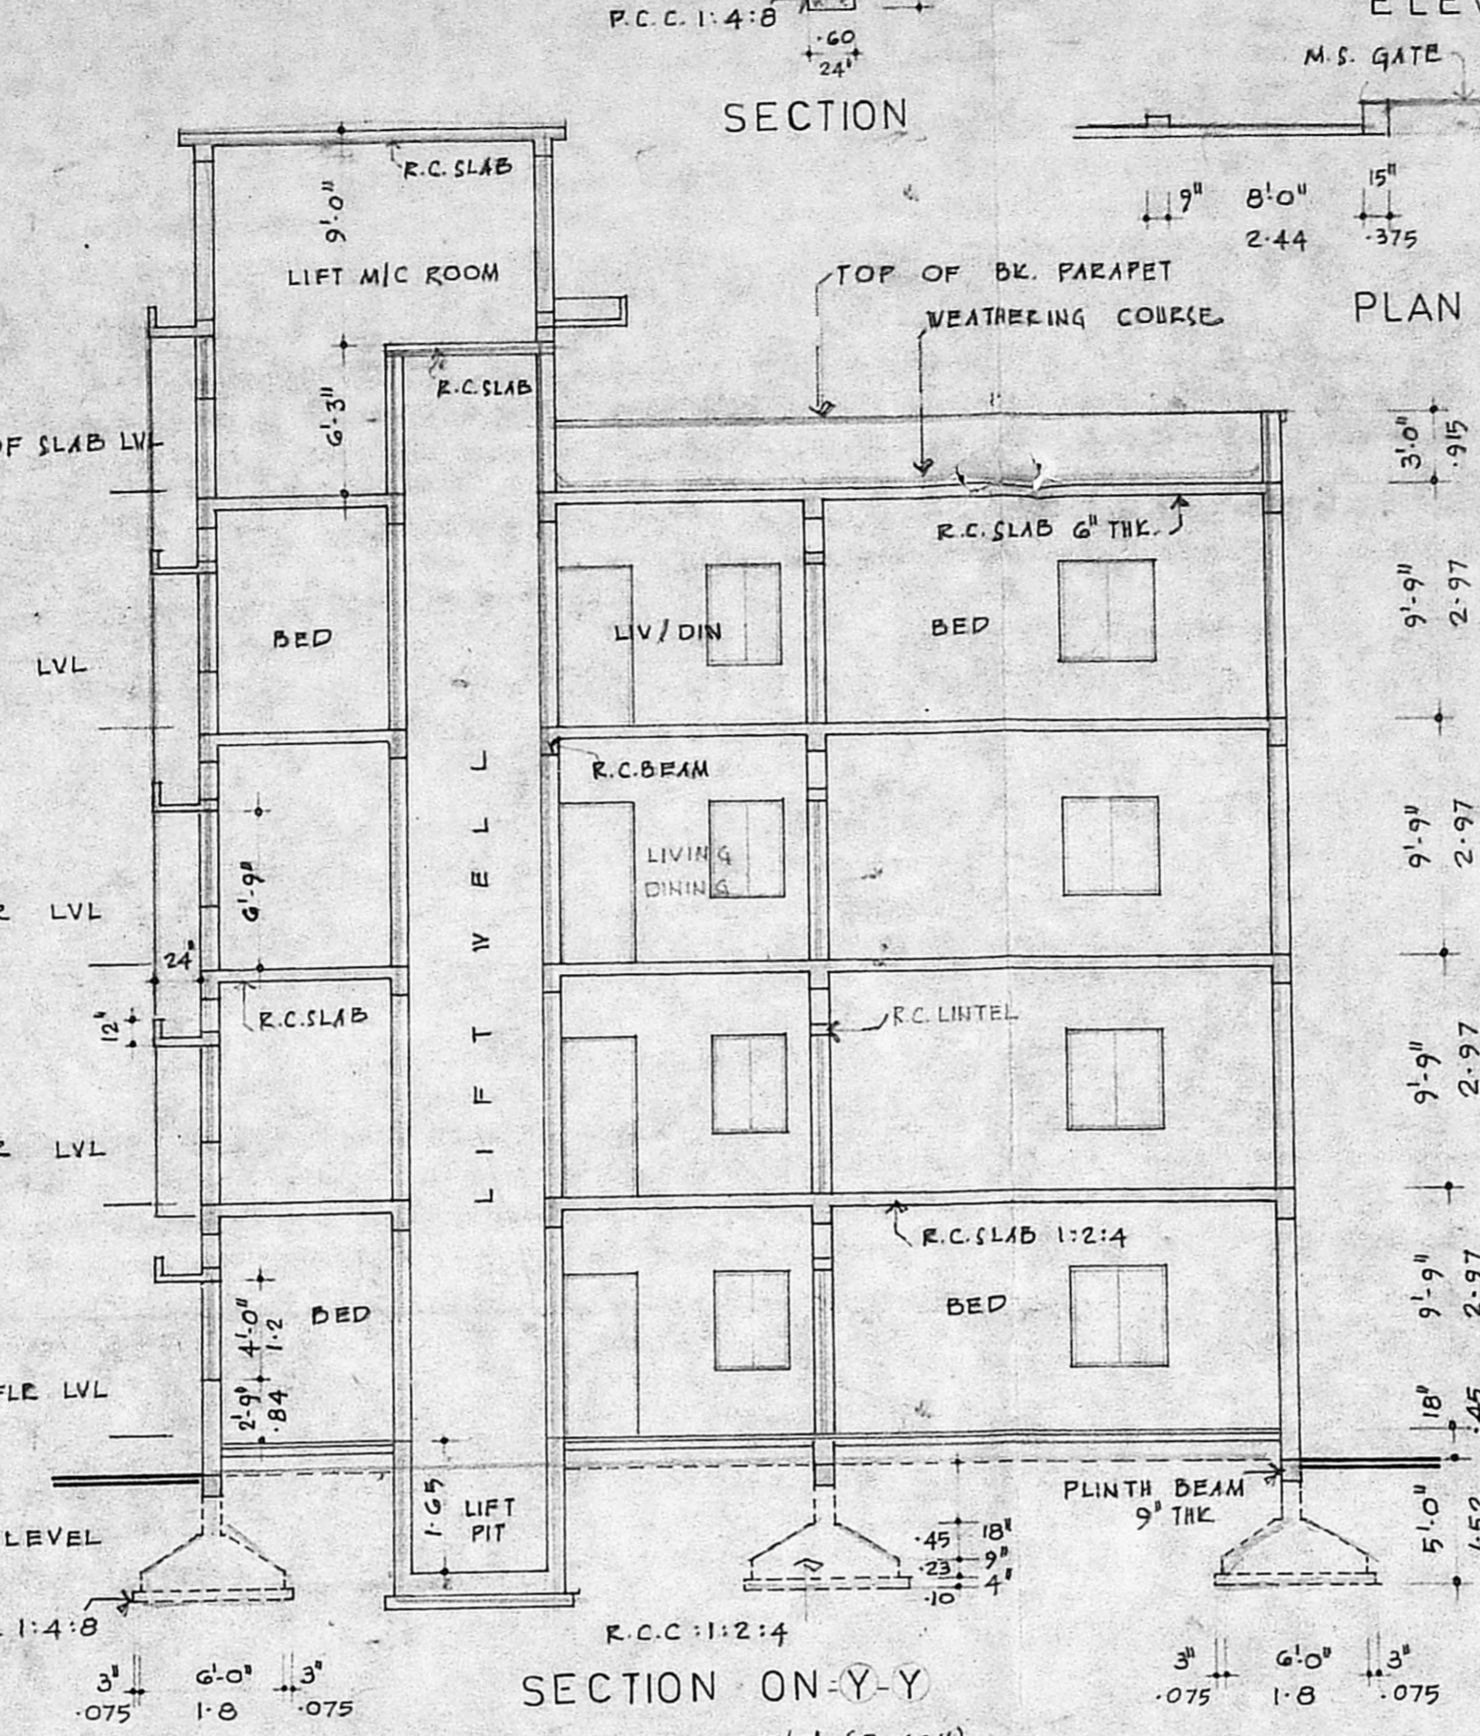 P.C.C. 1:4:8
.60
24"
SECTION
M.S. GATE
9"
8'-0"
2.44
15"
.375
PLAN
R.C. SLAB
9'-0"
LIFT M/C ROOM
TOP OF BK. PARAPET
WEATHERING COURSE
R.C. SLAB
6'-3"
OF SLAB LVL
3'-0"
.915
R.C. SLAB 6" THK.
BED
LIV/DIN
BED
9'-9"
2.97
LVL
R.C. BEAM
LIFT WELL
LIVING
DINING
6'-9"
9'-9"
2.97
LVL
24"
12"
R.C. SLAB
R.C. LINTEL
9'-9"
2.97
LVL
R.C. SLAB 1:2:4
BED
BED
4'-0"
1.2
9'-9"
2.97
FLR LVL
2'-9"
.84
18"
.45
1.65
LIFT
PIT
PLINTH BEAM
9" THK
LEVEL
.45 18"
.23 9"
.10 4"
5'-0"
1:4:8
R.C.C :1:2:4
3" 6'-0" 3"
.075 1.8 .075
SECTION ON-Y-Y
3" 6'-0" 3"
.075 1.8 .075